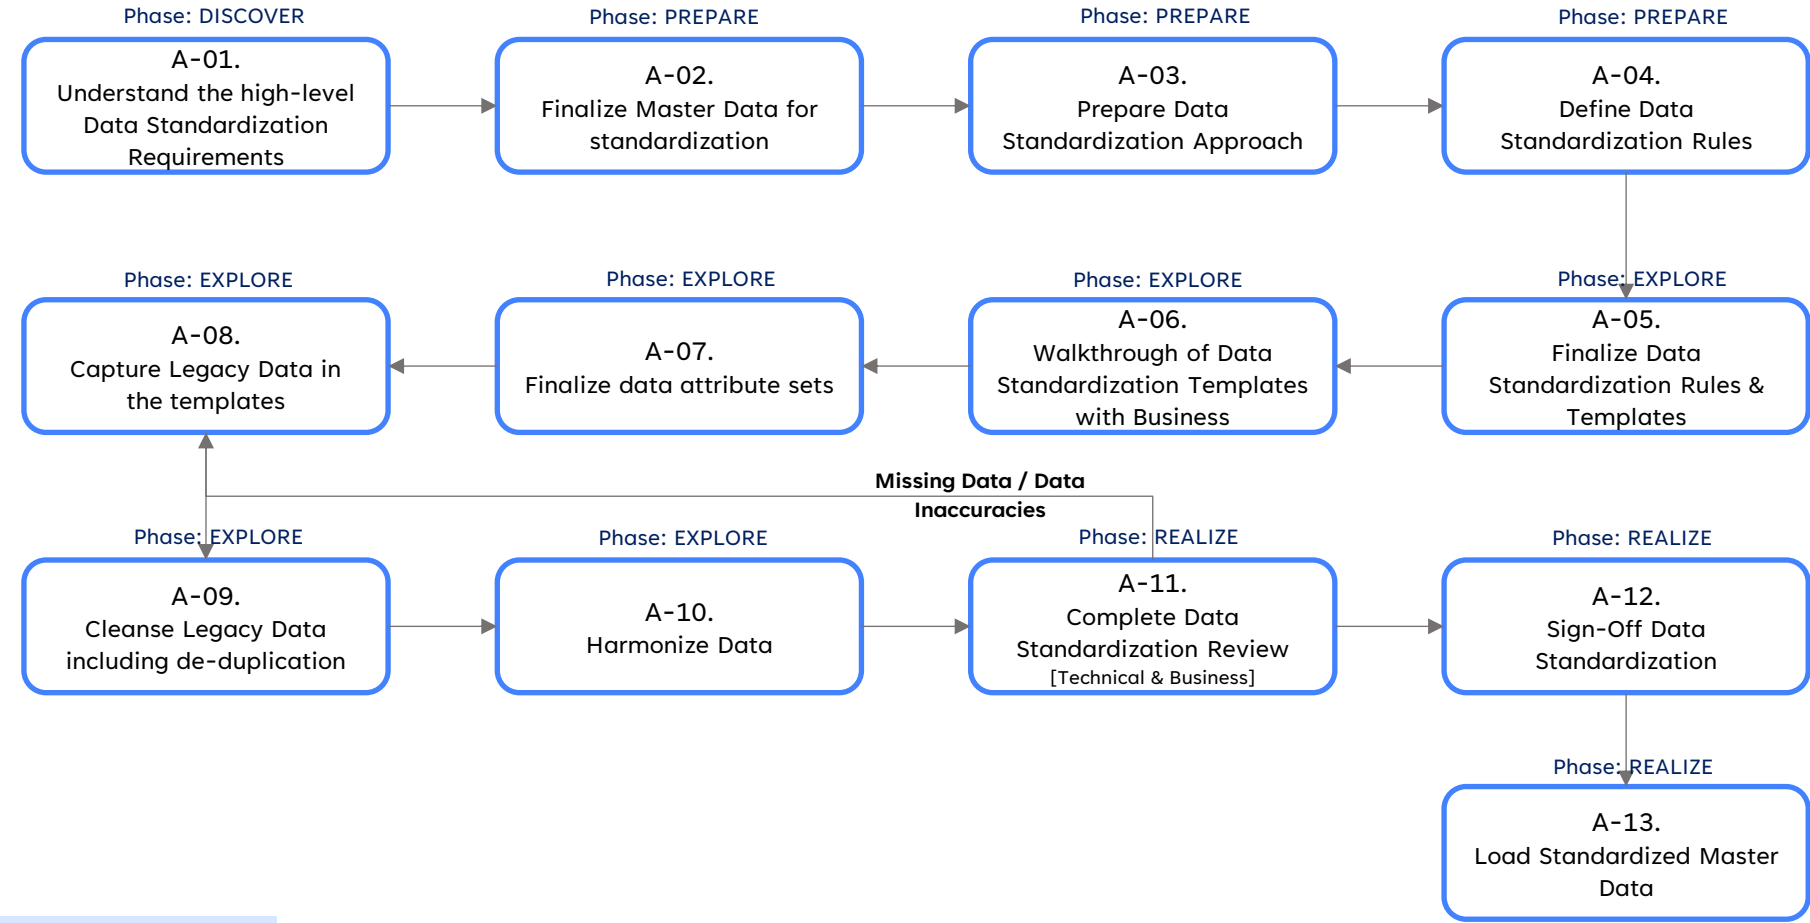 Phase: DISCOVER
A-01.
Understand the high-level
Data Standardization
Requirements
Phase: PREPARE
A-02.
Finalize Master Data for
standardization
Phase: PREPARE
A-03.
Prepare Data
Standardization Approach
Phase: PREPARE
A-04.
Define Data
Standardization Rules
Phase: EXPLORE
A-05.
Finalize Data
Standardization Rules &
Templates
Phase: EXPLORE
A-06.
Walkthrough of Data
Standardization Templates
with Business
Phase: EXPLORE
A-07.
Finalize data attribute sets
Phase: EXPLORE
A-08.
Capture Legacy Data in
the templates
Missing Data / Data
Inaccuracies
Phase: EXPLORE
A-09.
Cleanse Legacy Data
including de-duplication
Phase: EXPLORE
A-10.
Harmonize Data
Phase: REALIZE
A-11.
Complete Data
Standardization Review
[Technical & Business]
Phase: REALIZE
A-12.
Sign-Off Data
Standardization
Phase: REALIZE
A-13.
Load Standardized Master
Data